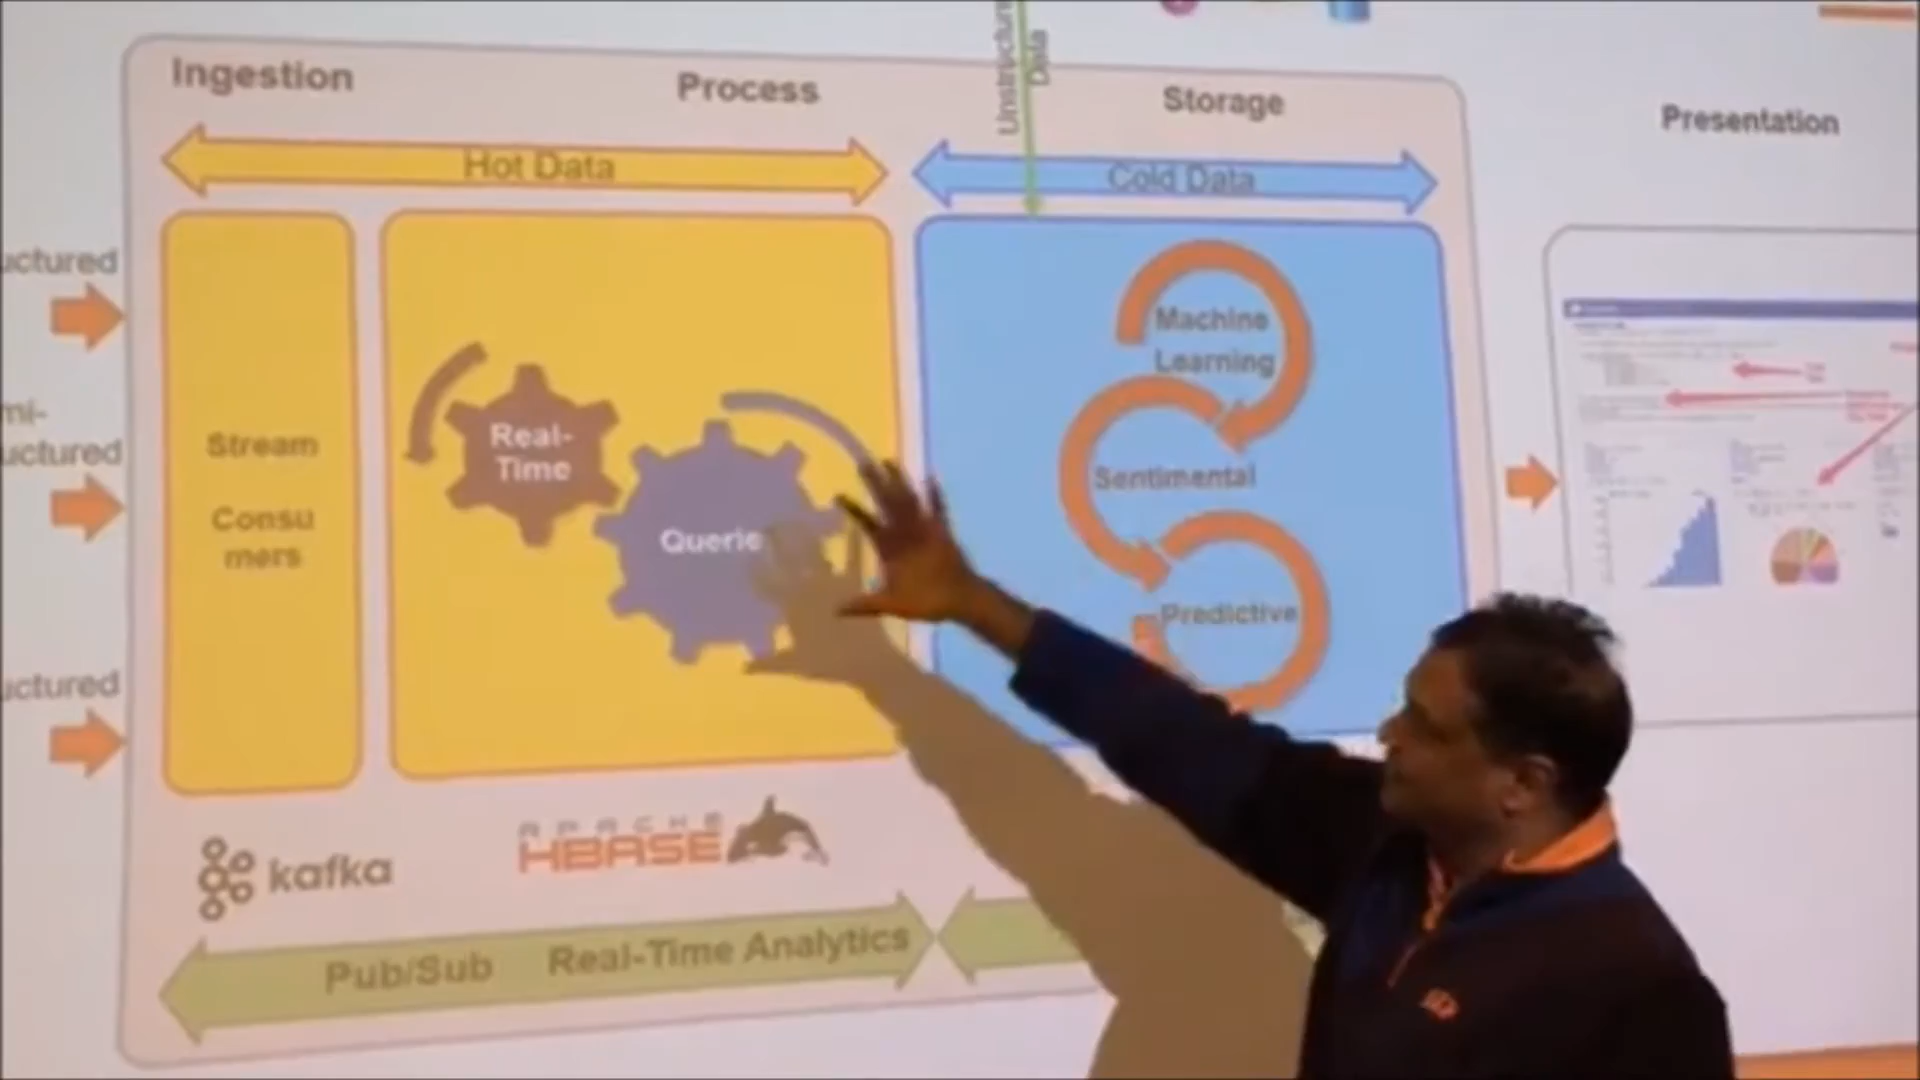 Unstructure
Data
Ingestion
Process
Storage
Presentation
Hot Data
Cold Data
uctured
mi-
uctured
uctured
Stream
Consu
mers
Real-
Time
Querie
Machine
Learning
Sentimental
Predictive
kafka
APACHE
HBASE
Pub/Sub Real-Time Analytics